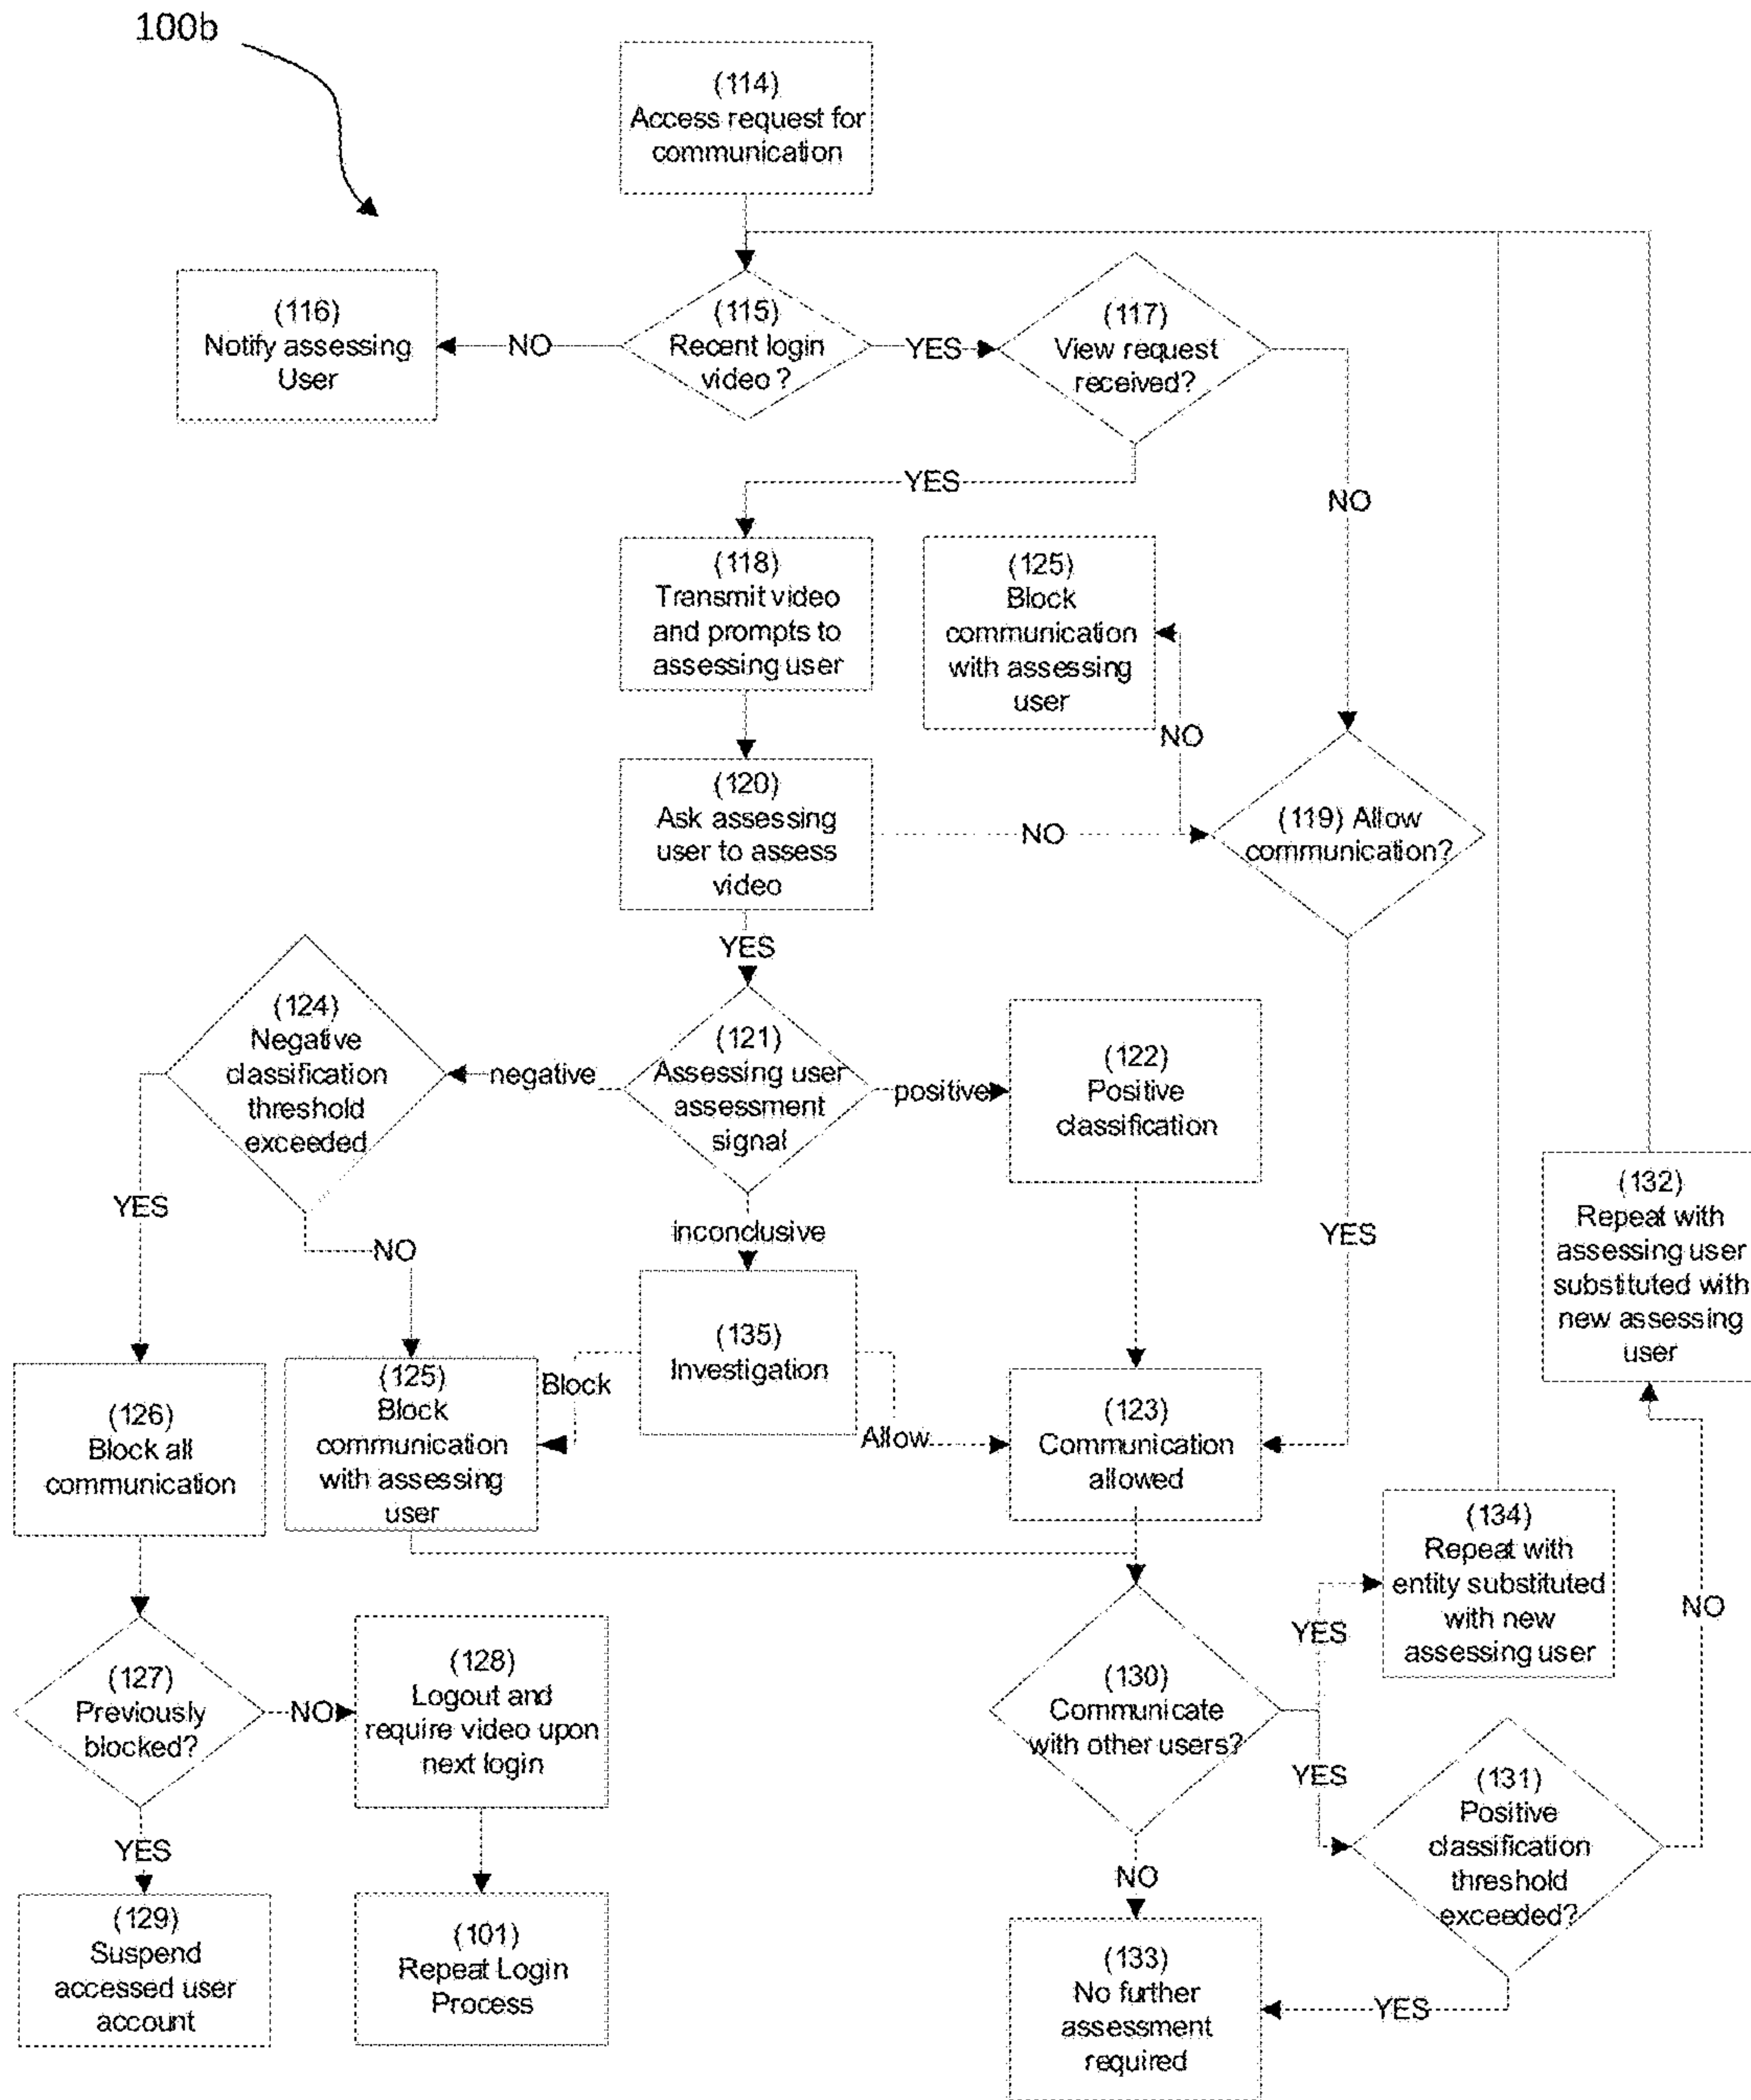 100b
(114)
Access request for
communication
(116)
Notify assessing
User
NO
(115)
Recent login
video?
YES
(117)
View request
received?
YES
NO
(118)
Transmit video
and prompts to
assessing user
(125)
Block
communication
with assessing
user
NO
(120)
Ask assessing
user to assess
video
NO
(119) Allow
communication?
YES
(124)
Negative
classification
threshold
exceeded
negative
(121)
Assessing user
assessment
signal
positive
(122)
Positive
classification
YES
NO
inconclusive
YES
(132)
Repeat with
assessing user
substituted with
new assessing
user
(126)
Block all
communication
(125)
Block
communication
with assessing
user
Block
(135)
Investigation
Allow
(123)
Communication
allowed
(134)
Repeat with
entity substituted
with new
assessing user
NO
(127)
Previously
blocked?
NO
(128)
Logout and
require video upon
next login
(130)
Communicate
with other users?
YES
YES
(131)
Positive
classification
threshold
exceeded?
YES
NO
(129)
Suspend
accessed user
account
(101)
Repeat Login
Process
(133)
No further
assessment
required
YES